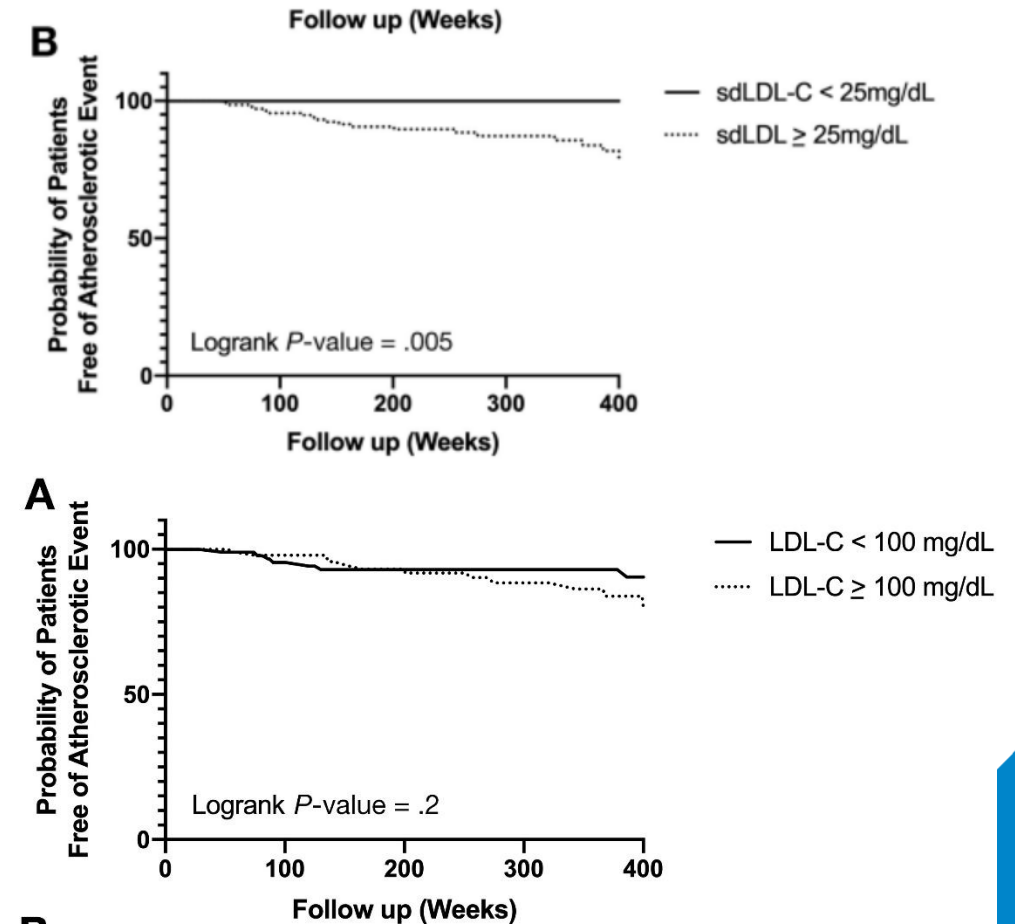 Follow up (Weeks)
B
Probability of Patients
Free of Atherosclerotic Event
100
50
0
0 100 200 300 400
Follow up (Weeks)
Logrank P-value = .005
sdLDL-C < 25mg/dL
sdLDL ≥ 25mg/dL
A
Probability of Patients
Free of Atherosclerotic Event
100
50
0
0 100 200 300 400
Follow up (Weeks)
Logrank P-value = .2
LDL-C < 100 mg/dL
LDL-C ≥ 100 mg/dL